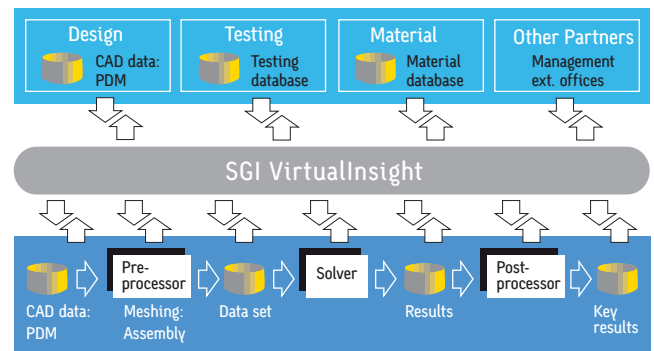 Design
CAD data:
PDM
Testing
Testing
database
Material
Material
database
Other Partners
Management
ext. offices
SGI VirtualInsight
CAD data:
PDM
Pre-
processor
Meshing:
Assembly
Data set
Solver
Results
Post-
processor
Key
results